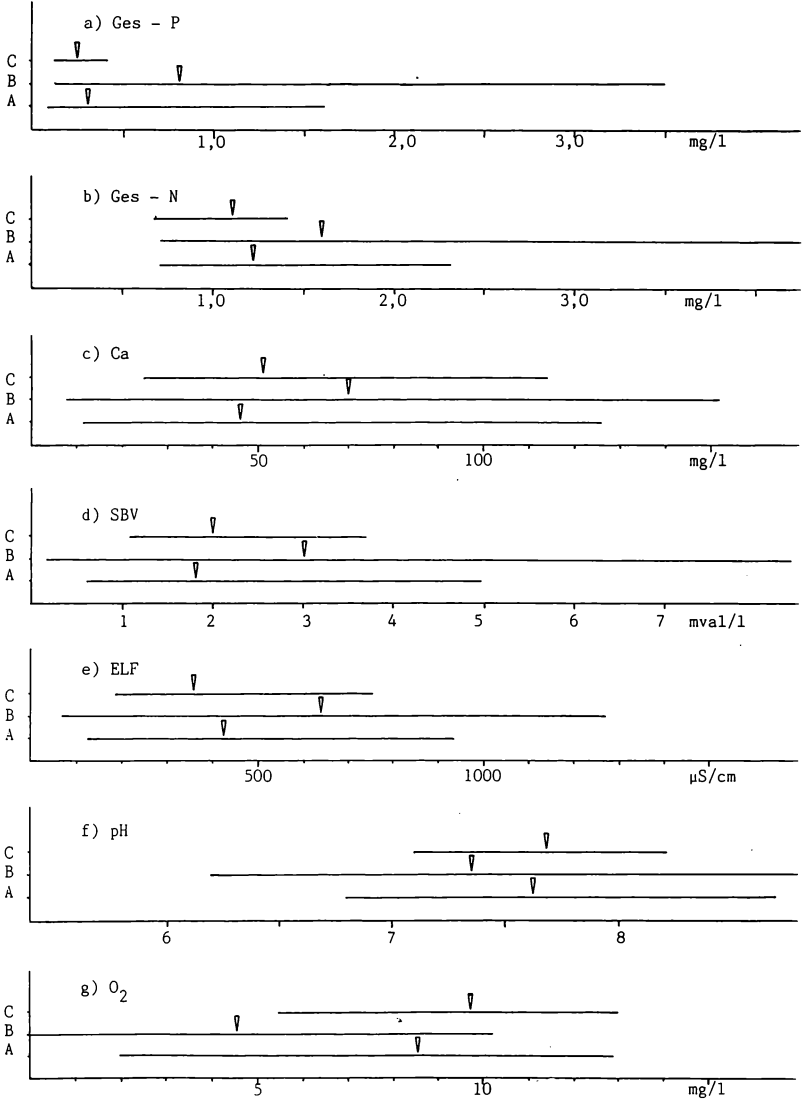 a) Ges – P
C
B
A
1,0 2,0 3,0 mg/l
b) Ges – N
C
B
A
1,0 2,0 3,0 mg/l
c) Ca
C
B
A
50 100 mg/l
d) SBV
C
B
A
1 2 3 4 5 6 7 mval/l
e) ELF
C
B
A
500 1000 µS/cm
f) pH
C
B
A
6 7 8
g) O2
C
B
A
5 10 mg/l